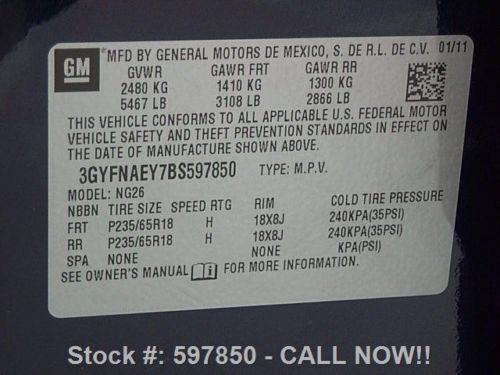 GM
MFD BY GENERAL MOTORS DE MEXICO, S. DE R.L. DE C.V. 01/11
GVWR GAWR FRT GAWR RR
2480 KG 1410 KG 1300 KG
5467 LB 3108 LB 2866 LB
THIS VEHICLE CONFORMS TO ALL APPLICABLE U.S. FEDERAL MOTOR
VEHICLE SAFETY AND THEFT PREVENTION STANDARDS IN EFFECT ON
THE DATE OF MANUFACTURE SHOWN ABOVE.
3GYFNAEY7BS597850 TYPE: M.P.V.
MODEL: NG26
NBBN TIRE SIZE SPEED RTG RIM COLD TIRE PRESSURE
FRT P235/65R18 H 18X8J 240KPA(35PSI)
RR P235/65R18 H 18X8J 240KPA(35PSI)
SPA NONE NONE KPA(PSI)
SEE OWNER'S MANUAL FOR MORE INFORMATION.
Stock #: 597850 - CALL NOW!!